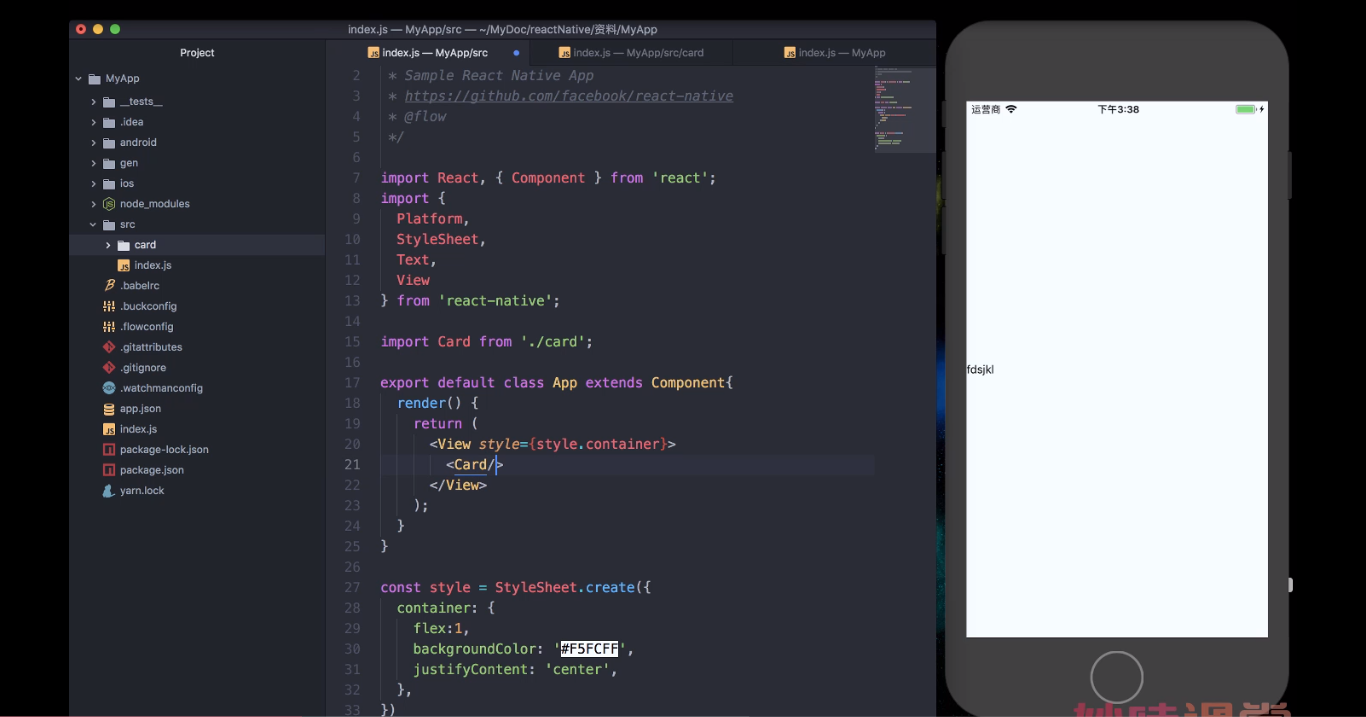 index.js — MyApp/src — ~/MyDoc/reactNative/资料/MyApp
Project
MyApp
__tests__
.idea
android
gen
ios
node_modules
src
card
index.js
.babelrc
.buckconfig
.flowconfig
.gitattributes
.gitignore
.watchmanconfig
app.json
index.js
package-lock.json
package.json
yarn.lock
index.js — MyApp/src
index.js — MyApp/src/card
index.js — MyApp
2 * Sample React Native App
3 * https://github.com/facebook/react-native
4 * @flow
5 */
6
7 import React, { Component } from 'react';
8 import {
9 Platform,
10 StyleSheet,
11 Text,
12 View
13 } from 'react-native';
14
15 import Card from './card';
16
17 export default class App extends Component{
18 render() {
19 return (
20 <View style={style.container}>
21 <Card/>
22 </View>
23 );
24 }
25 }
26
27 const style = StyleSheet.create({
28 container: {
29 flex:1,
30 backgroundColor: '#F5FCFF',
31 justifyContent: 'center',
32 },
33 })
运营商 下午3:38
fdsjkl